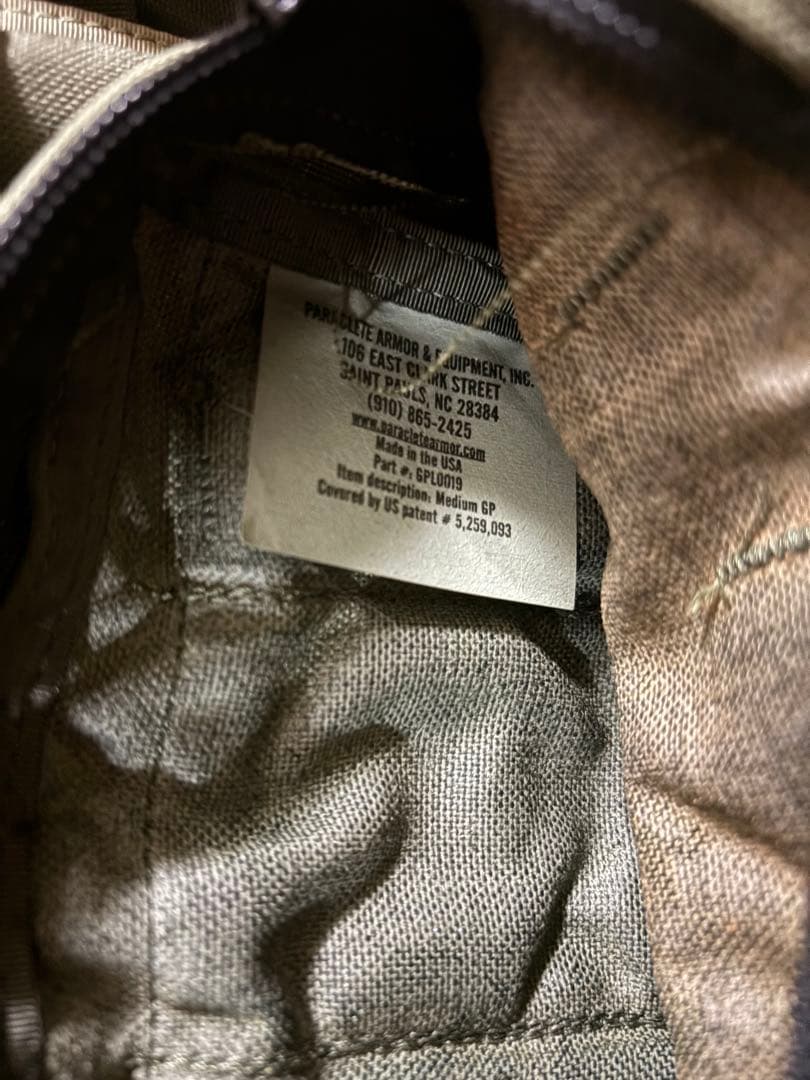 PARACLETE ARMOR & EQUIPMENT, INC.
106 EAST CLARK STREET
SAINT PAULS, NC 28384
(910) 865-2425
www.paracletearmor.com
Made in the USA
Part #: GPL0019
Item description: Medium GP
Covered by US patent # 5,259,093